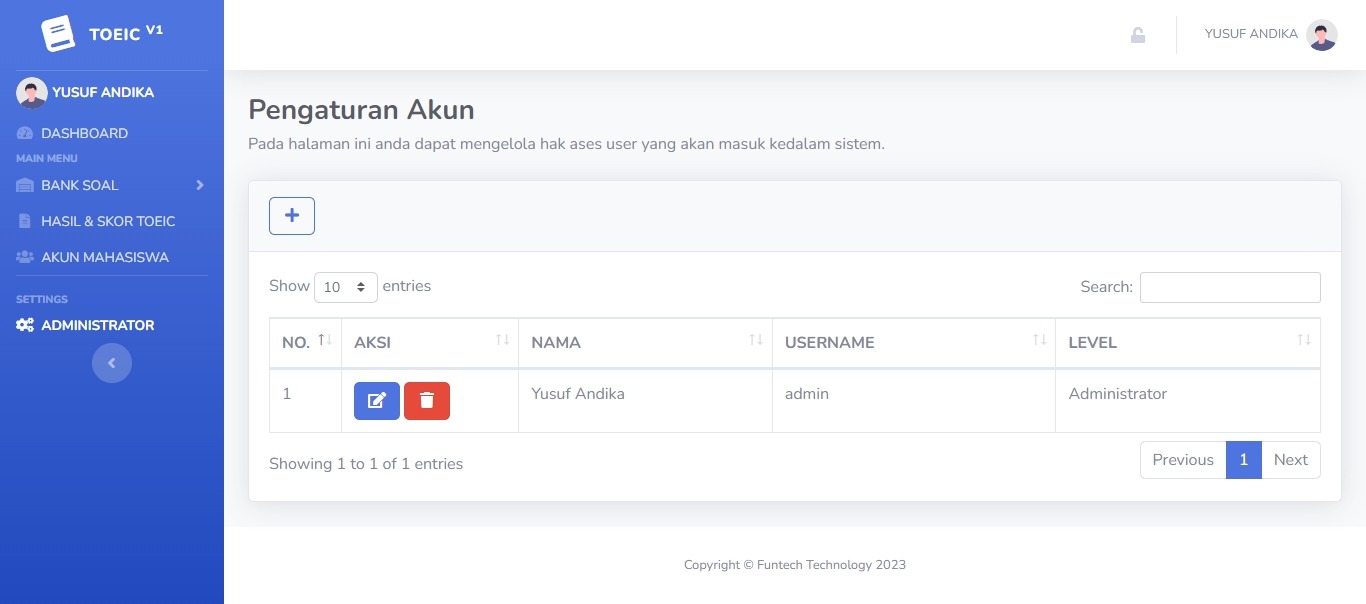 TOEIC V1
YUSUF ANDIKA
YUSUF ANDIKA
DASHBOARD
MAIN MENU
BANK SOAL
HASIL & SKOR TOEIC
AKUN MAHASISWA
SETTINGS
ADMINISTRATOR
Pengaturan Akun
Pada halaman ini anda dapat mengelola hak ases user yang akan masuk kedalam sistem.
Show 10 entries
Search:
NO. AKSI NAMA USERNAME LEVEL
1 Yusuf Andika admin Administrator
Showing 1 to 1 of 1 entries
Previous 1 Next
Copyright © Funtech Technology 2023